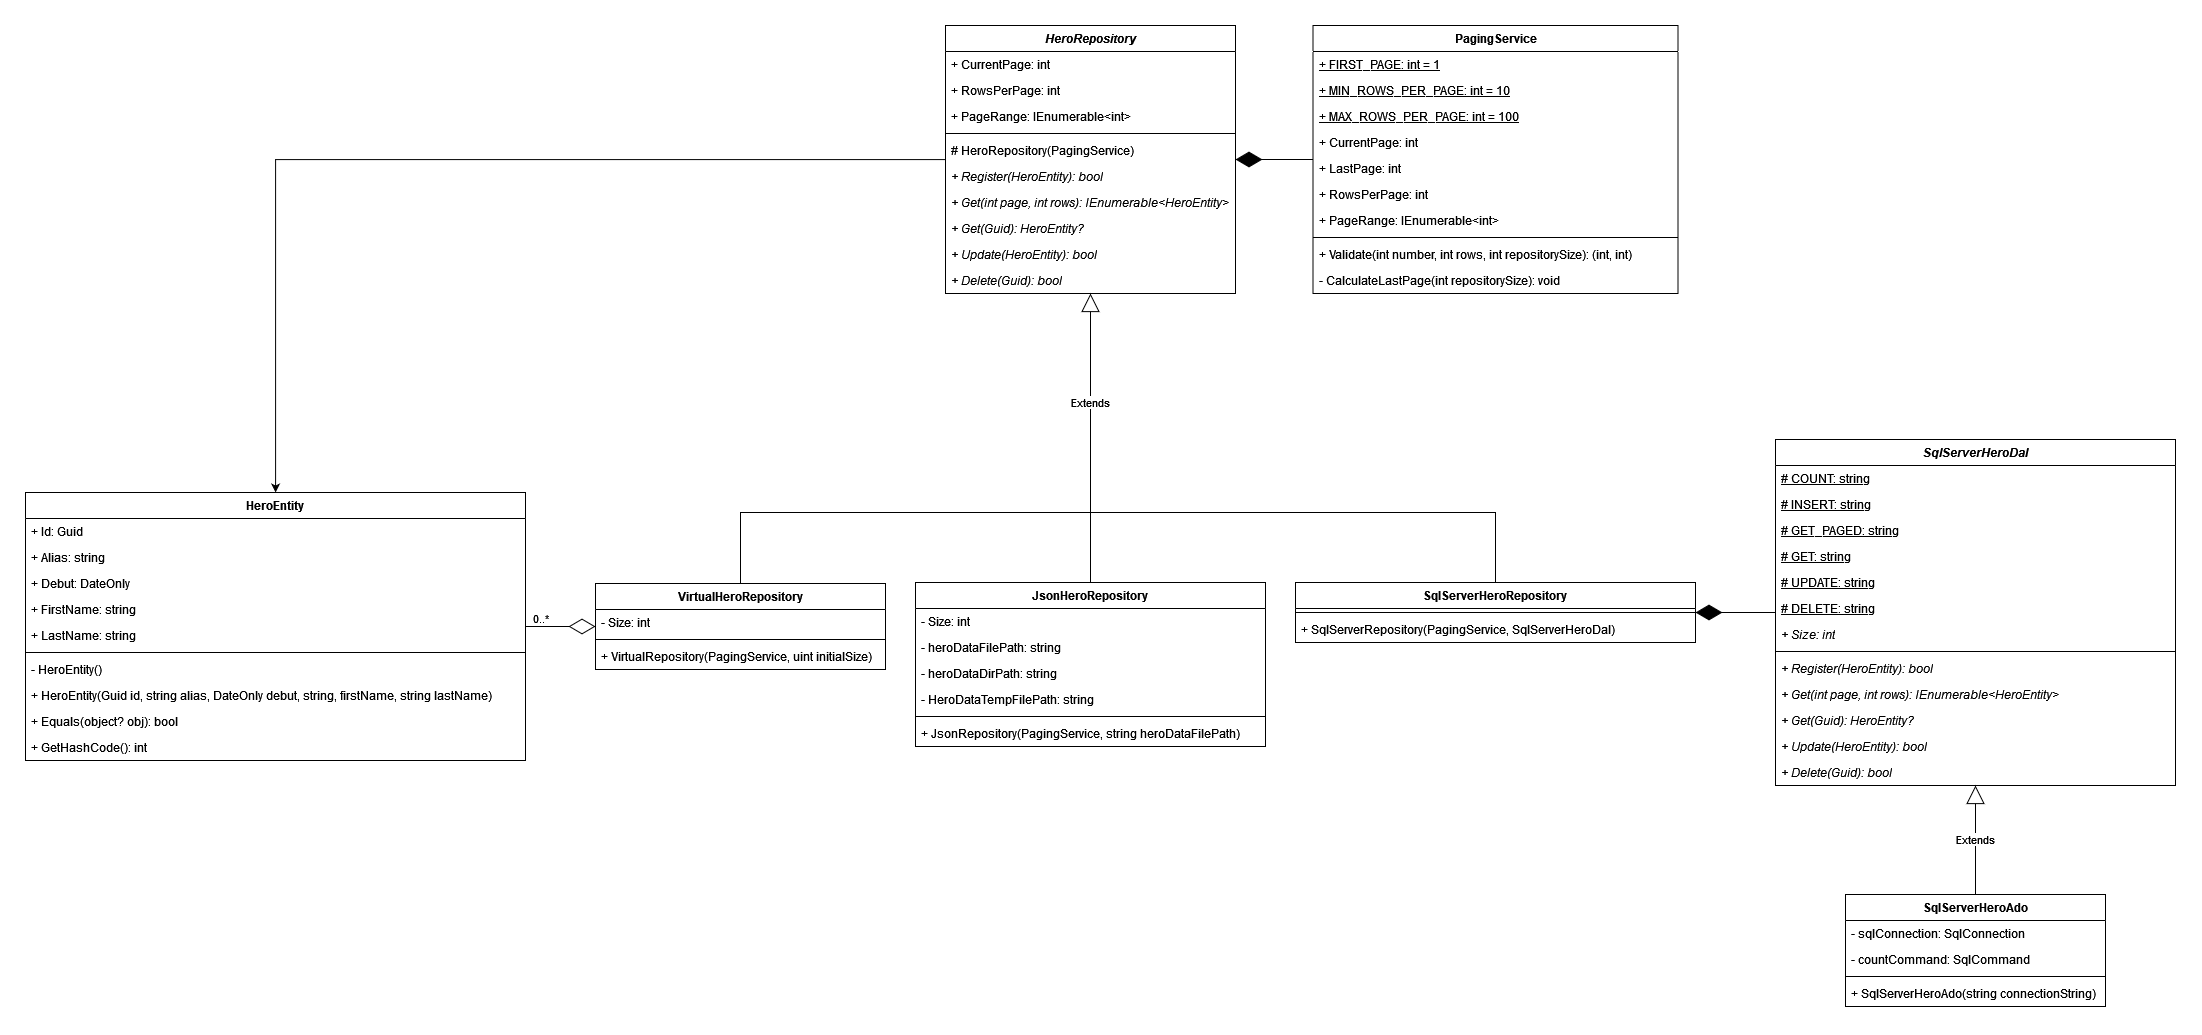 HeroRepository
+ CurrentPage: int
+ RowsPerPage: int
+ PageRange: IEnumerable<int>
# HeroRepository(PagingService)
+ Register(HeroEntity): bool
+ Get(int page, int rows): IEnumerable<HeroEntity>
+ Get(Guid): HeroEntity?
+ Update(HeroEntity): bool
+ Delete(Guid): bool
PagingService
+ FIRST_PAGE: int = 1
+ MIN_ROWS_PER_PAGE: int = 10
+ MAX_ROWS_PER_PAGE: int = 100
+ CurrentPage: int
+ LastPage: int
+ RowsPerPage: int
+ PageRange: IEnumerable<int>
+ Validate(int number, int rows, int repositorySize): (int, int)
- CalculateLastPage(int repositorySize): void
Extends
HeroEntity
+ Id: Guid
+ Alias: string
+ Debut: DateOnly
+ FirstName: string
+ LastName: string
- HeroEntity()
+ HeroEntity(Guid id, string alias, DateOnly debut, string, firstName, string lastName)
+ Equals(object? obj): bool
+ GetHashCode(): int
0..*
VirtualHeroRepository
- Size: int
+ VirtualRepository(PagingService, uint initialSize)
JsonHeroRepository
- Size: int
- heroDataFilePath: string
- heroDataDirPath: string
- HeroDataTempFilePath: string
+ JsonRepository(PagingService, string heroDataFilePath)
SqlServerHeroRepository
+ SqlServerRepository(PagingService, SqlServerHeroDal)
SqlServerHeroDal
# COUNT: string
# INSERT: string
# GET_PAGED: string
# GET: string
# UPDATE: string
# DELETE: string
+ Size: int
+ Register(HeroEntity): bool
+ Get(int page, int rows): IEnumerable<HeroEntity>
+ Get(Guid): HeroEntity?
+ Update(HeroEntity): bool
+ Delete(Guid): bool
Extends
SqlServerHeroAdo
- sqlConnection: SqlConnection
- countCommand: SqlCommand
+ SqlServerHeroAdo(string connectionString)